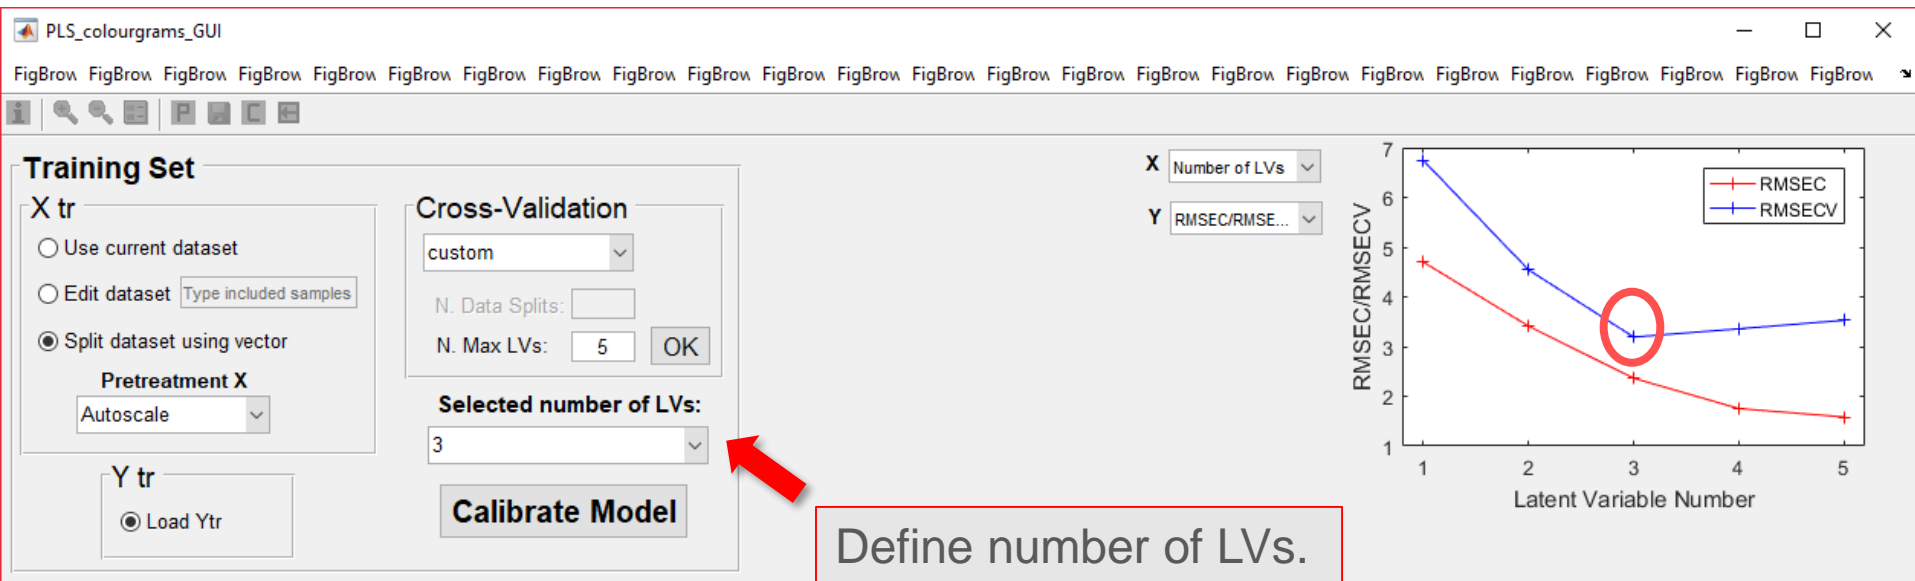 PLS_colourgrams_GUI
FigBrow FigBrow FigBrow FigBrow FigBrow FigBrow FigBrow FigBrow FigBrow FigBrow FigBrow FigBrow FigBrow FigBrow FigBrow FigBrow FigBrow FigBrow FigBrow FigBrow FigBrow FigBrow FigBrow FigBrow FigBrow
P C
Training Set
X tr
Use current dataset
Edit dataset Type included samples
Split dataset using vector
Pretreatment X
Autoscale
Y tr
Load Ytr
Cross-Validation
custom
N. Data Splits:
N. Max LVs: 5 OK
Selected number of LVs:
3
Calibrate Model
Define number of LVs.
X Number of LVs
Y RMSEC/RMSE...
RMSEC/RMSECV
7
6
5
4
3
2
1
RMSEC
RMSECV
1 2 3 4 5
Latent Variable Number